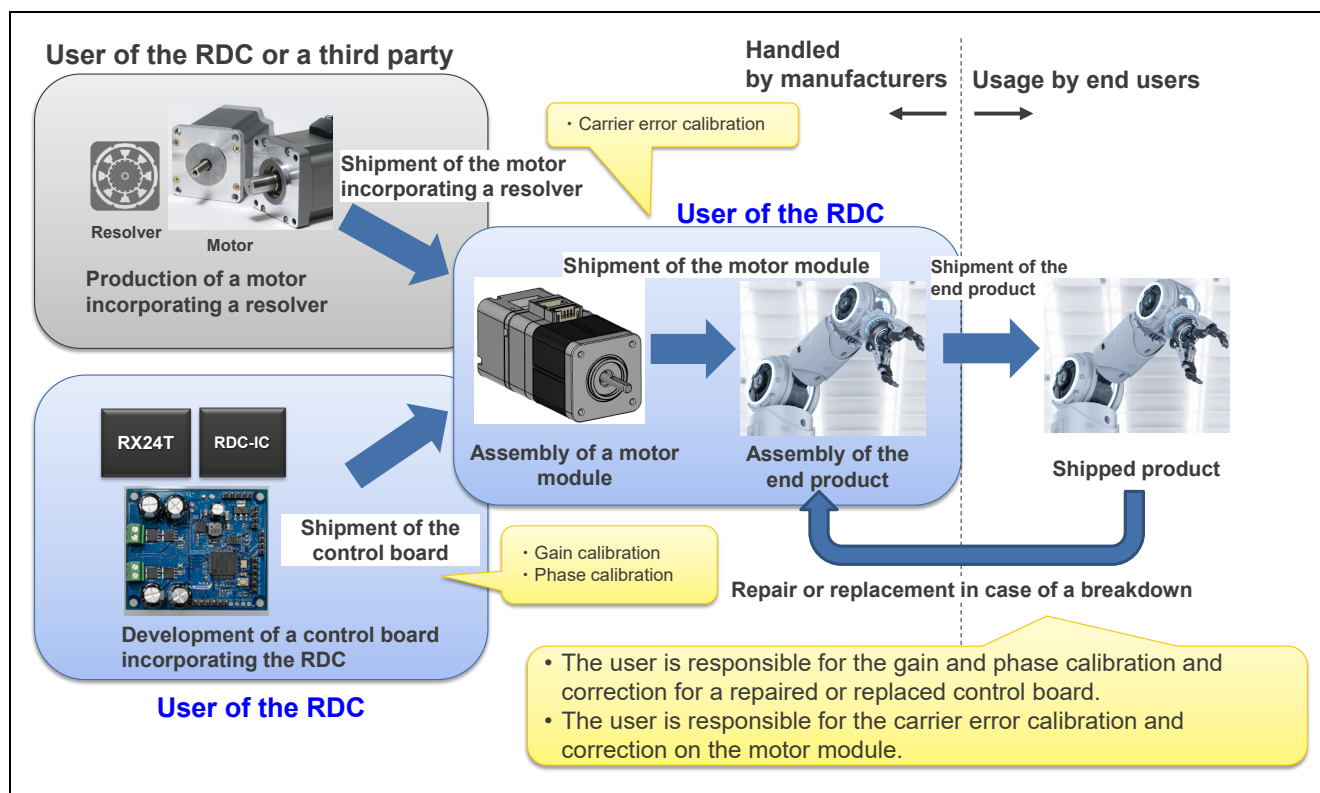 User of the RDC or a third party
Resolver
Motor
Production of a motor
incorporating a resolver
Shipment of the motor
incorporating a resolver
・Carrier error calibration
Handled
by manufacturers
Usage by end users
User of the RDC
Shipment of the motor module
Assembly of a motor
module
Assembly of the
end product
Shipment of the
end product
Shipped product
RX24T
RDC-IC
Shipment of the
control board
Development of a control board
incorporating the RDC
User of the RDC
・Gain calibration
・Phase calibration
Repair or replacement in case of a breakdown
• The user is responsible for the gain and phase calibration and
correction for a repaired or replaced control board.
• The user is responsible for the carrier error calibration and
correction on the motor module.